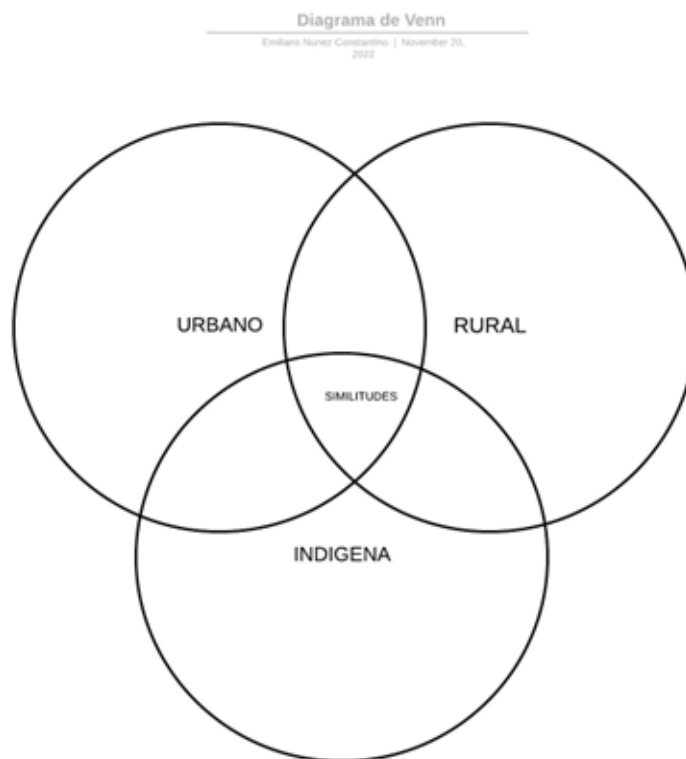 Diagrama de Venn
Emiliano Nunez Constantino | November 20,
2022
URBANO
RURAL
SIMILITUDES
INDIGENA